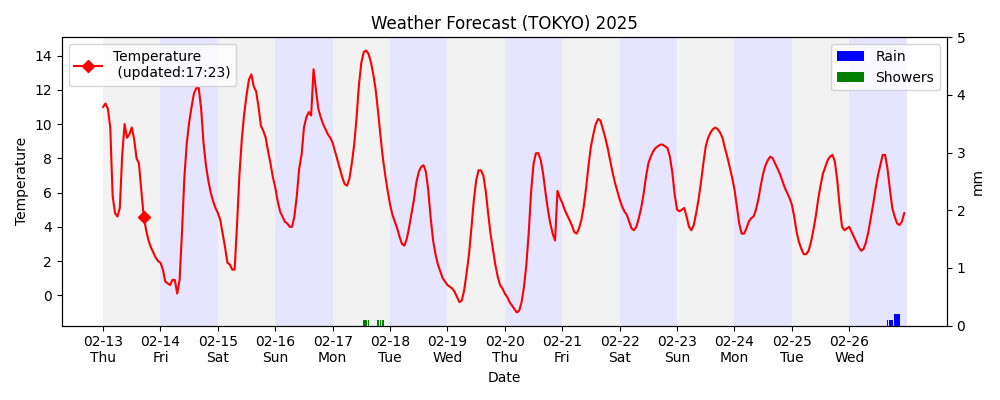 Weather Forecast (TOKYO) 2025
Temperature
(updated:17:23)
Rain
Showers
Temperature
14
12
10
8
6
4
2
0
5
4
3
2
1
0
mm
02-13 02-14 02-15 02-16 02-17 02-18 02-19 02-20 02-21 02-22 02-23 02-24 02-25 02-26
Thu Fri Sat Sun Mon Tue Wed Thu Fri Sat Sun Mon Tue Wed
Date